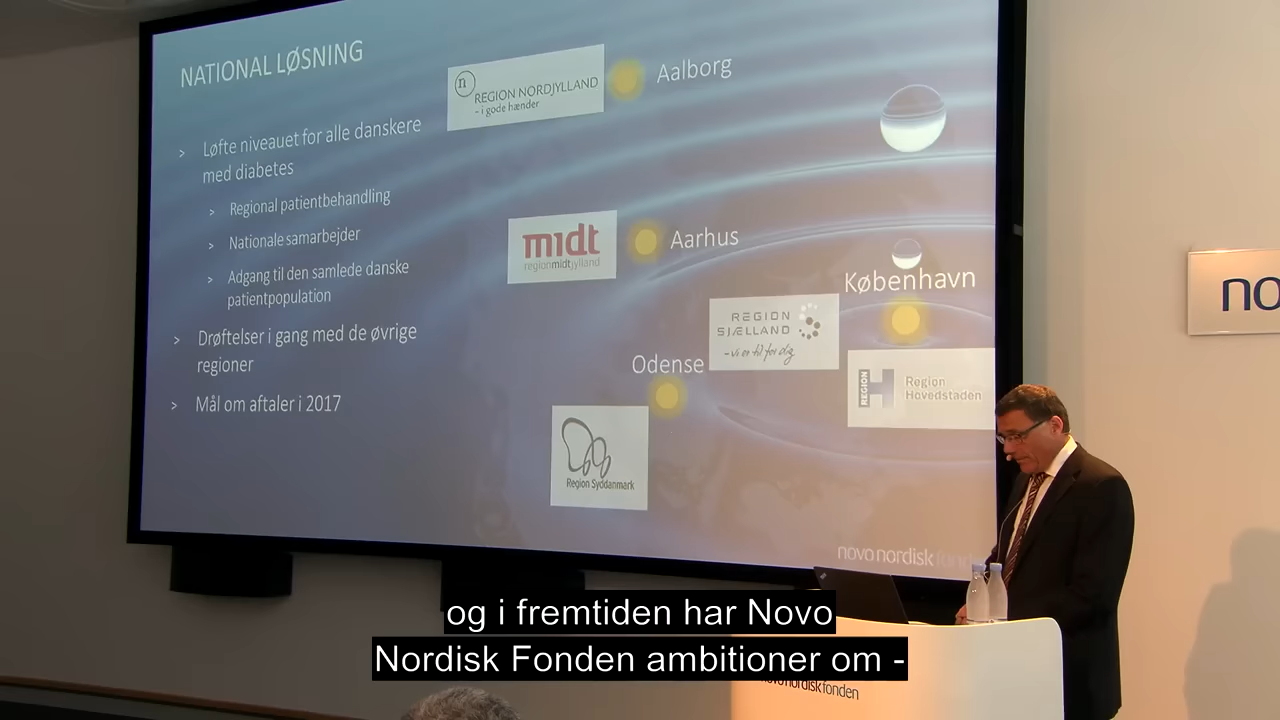 NATIONAL LØSNING
> Løfte niveauet for alle danskere
med diabetes
> Regional patientbehandling
> Nationale samarbejder
> Adgang til den samlede danske
patientpopulation
> Drøftelser i gang med de øvrige
regioner
> Mål om aftaler i 2017
n
REGION NORDJYLLAND
– i gode hænder
Aalborg
midt
regionmidtjylland
Aarhus
København
REGION
SJÆLLAND
- vi er til for dig
Odense
REGION
H
Region
Hovedstaden
Region Syddanmark
novo nordisk fonden
no
og i fremtiden har Novo
Nordisk Fonden ambitioner om -
novo nordisk fonden